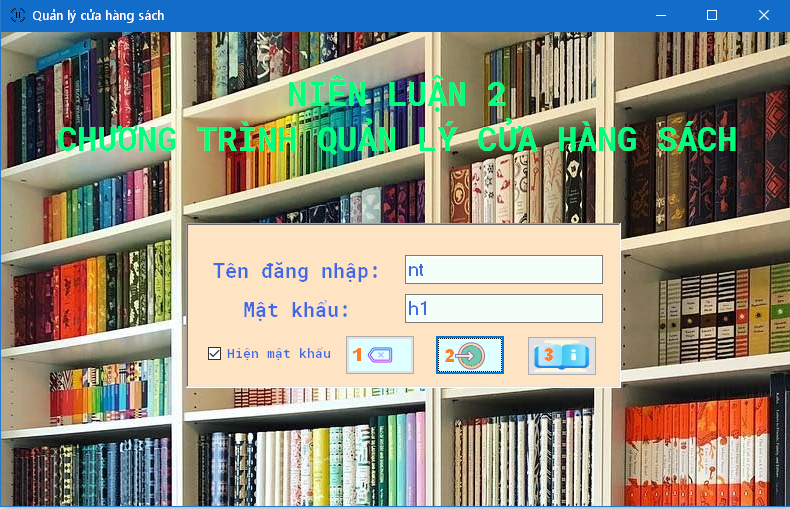 Quản lý cửa hàng sách
NIÊN LUẬN 2
CHƯƠNG TRÌNH QUẢN LÝ CỬA HÀNG SÁCH
Tên đăng nhập: nt
Mật khẩu: h1
Hiện mật khẩu 1 2 3 i